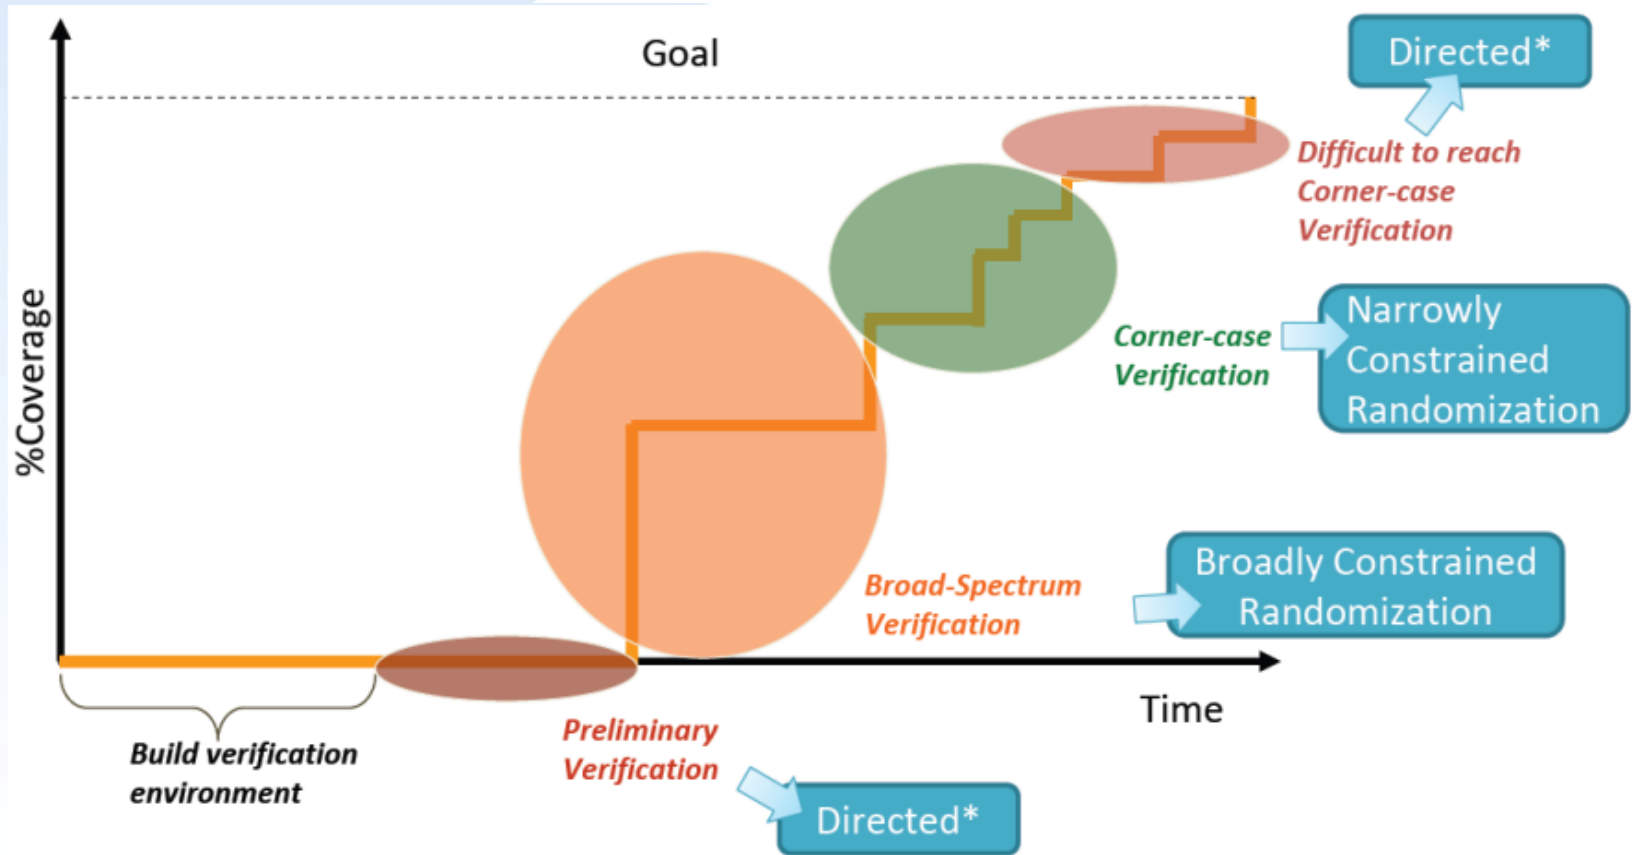 Goal
Directed*
Difficult to reach
Corner-case
Verification
%Coverage
Narrowly
Constrained
Randomization
Corner-case
Verification
Broadly Constrained
Randomization
Broad-Spectrum
Verification
Time
Build verification
environment
Preliminary
Verification
Directed*